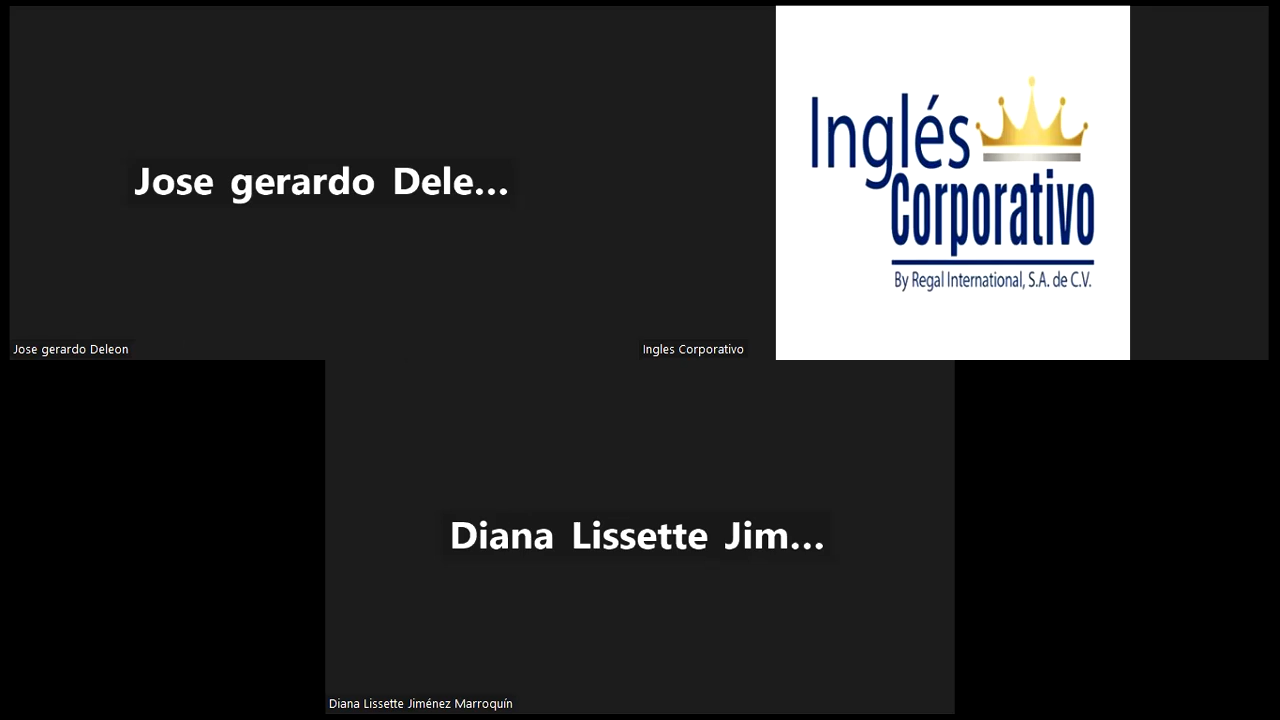 Jose gerardo Dele...
Jose gerardo Deleon
Inglés
Corporativo
By Regal International, S.A. de C.V.
Ingles Corporativo
Diana Lissette Jim...
Diana Lissette Jiménez Marroquín